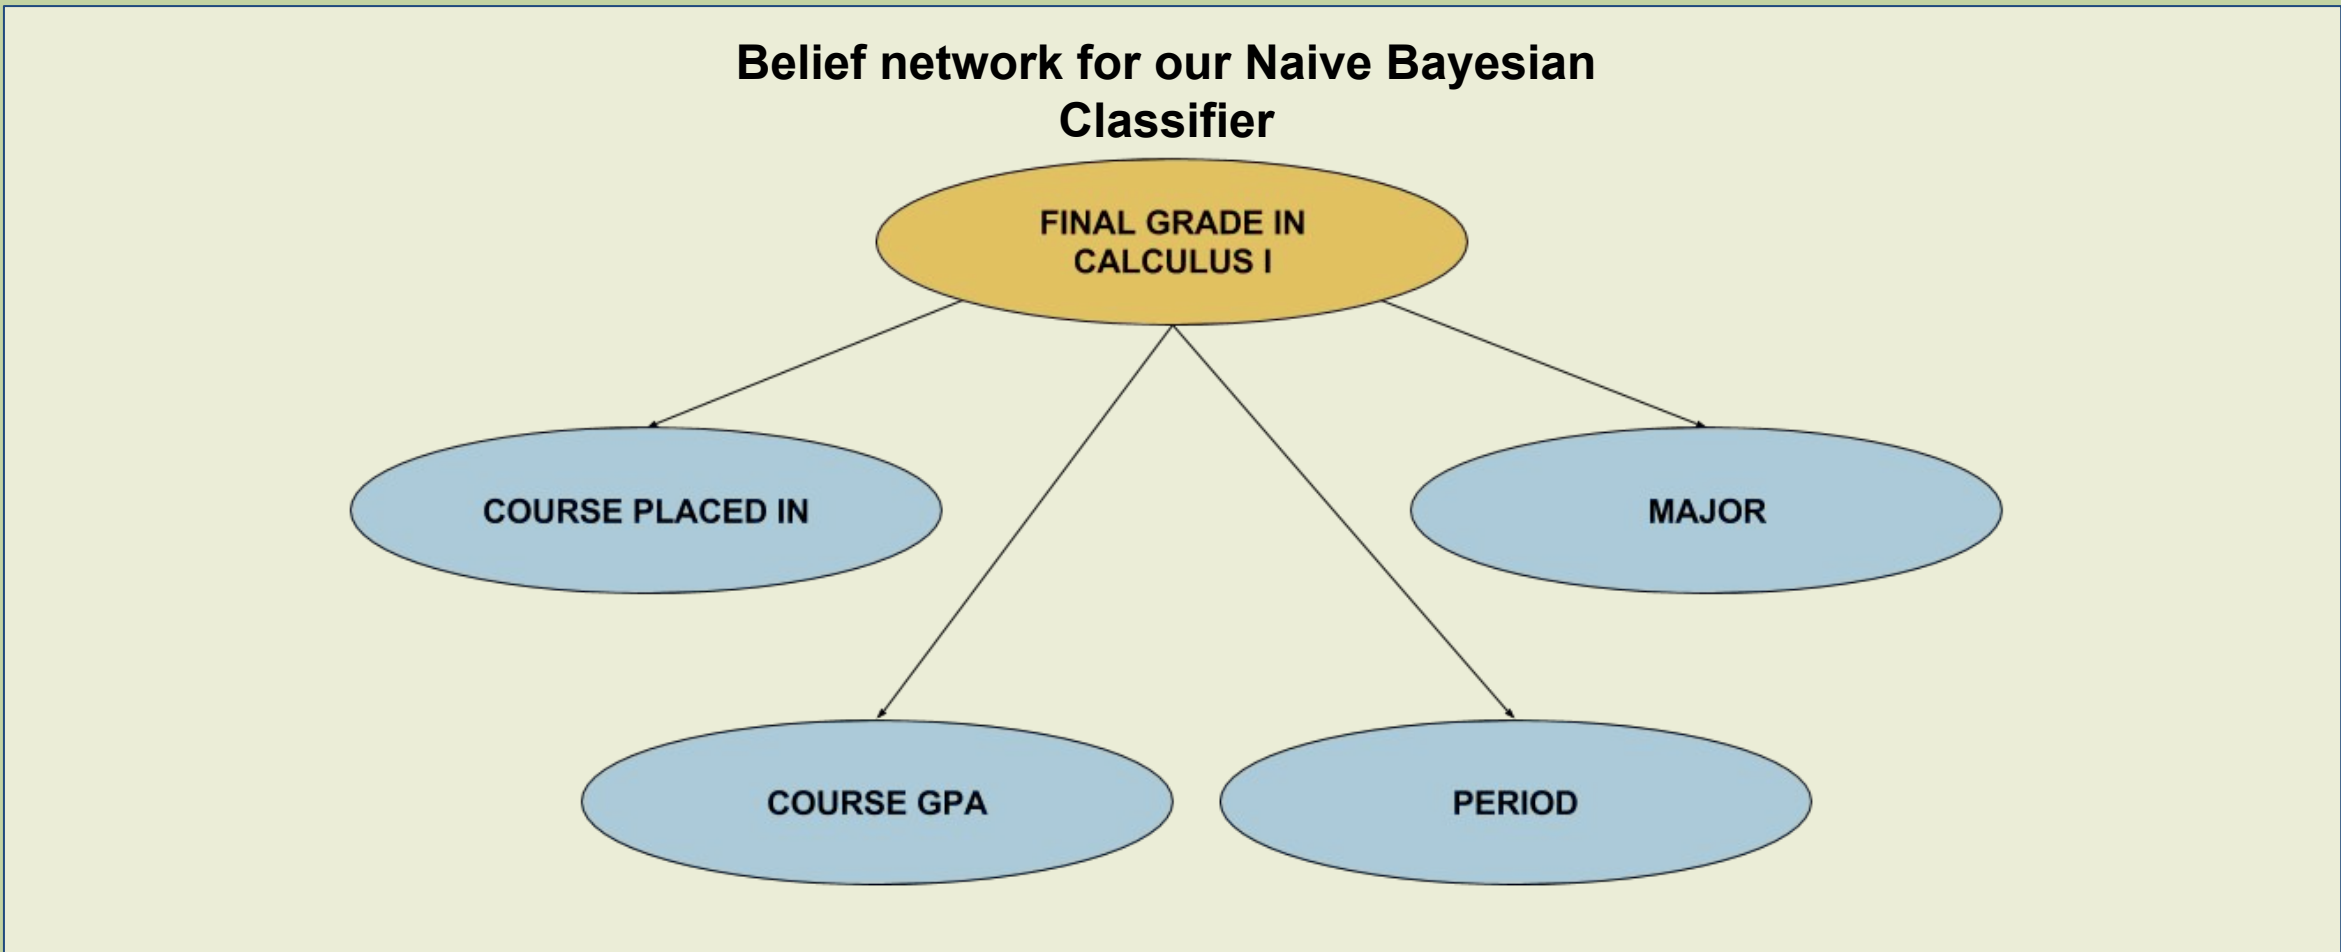 Belief network for our Naive Bayesian
Classifier
FINAL GRADE IN
CALCULUS I
COURSE PLACED IN
MAJOR
COURSE GPA
PERIOD